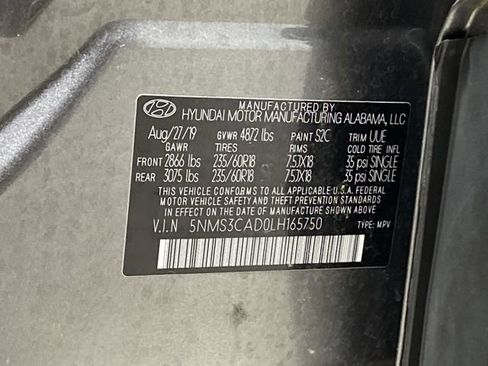 MANUFACTURED BY
HYUNDAI MOTOR MANUFACTURING ALABAMA, LLC
Aug/27/19 GVWR 4872 lbs PAINT S2C TRIM UUE
GAWR TIRES RIMS COLD TIRE INFL.
FRONT 2866 lbs 235/60R18 7.5JX18 35 psi SINGLE
REAR 3075 lbs 235/60R18 7.5JX18 35 psi SINGLE
THIS VEHICLE CONFORMS TO ALL APPLICABLE U.S.A. FEDERAL
MOTOR VEHICLE SAFETY AND THEFT PREVENTION STANDARDS
IN EFFECT ON THE DATE OF MANUFACTURE SHOWN ABOVE.
V.I.N 5NMS3CAD0LH165750 TYPE: MPV